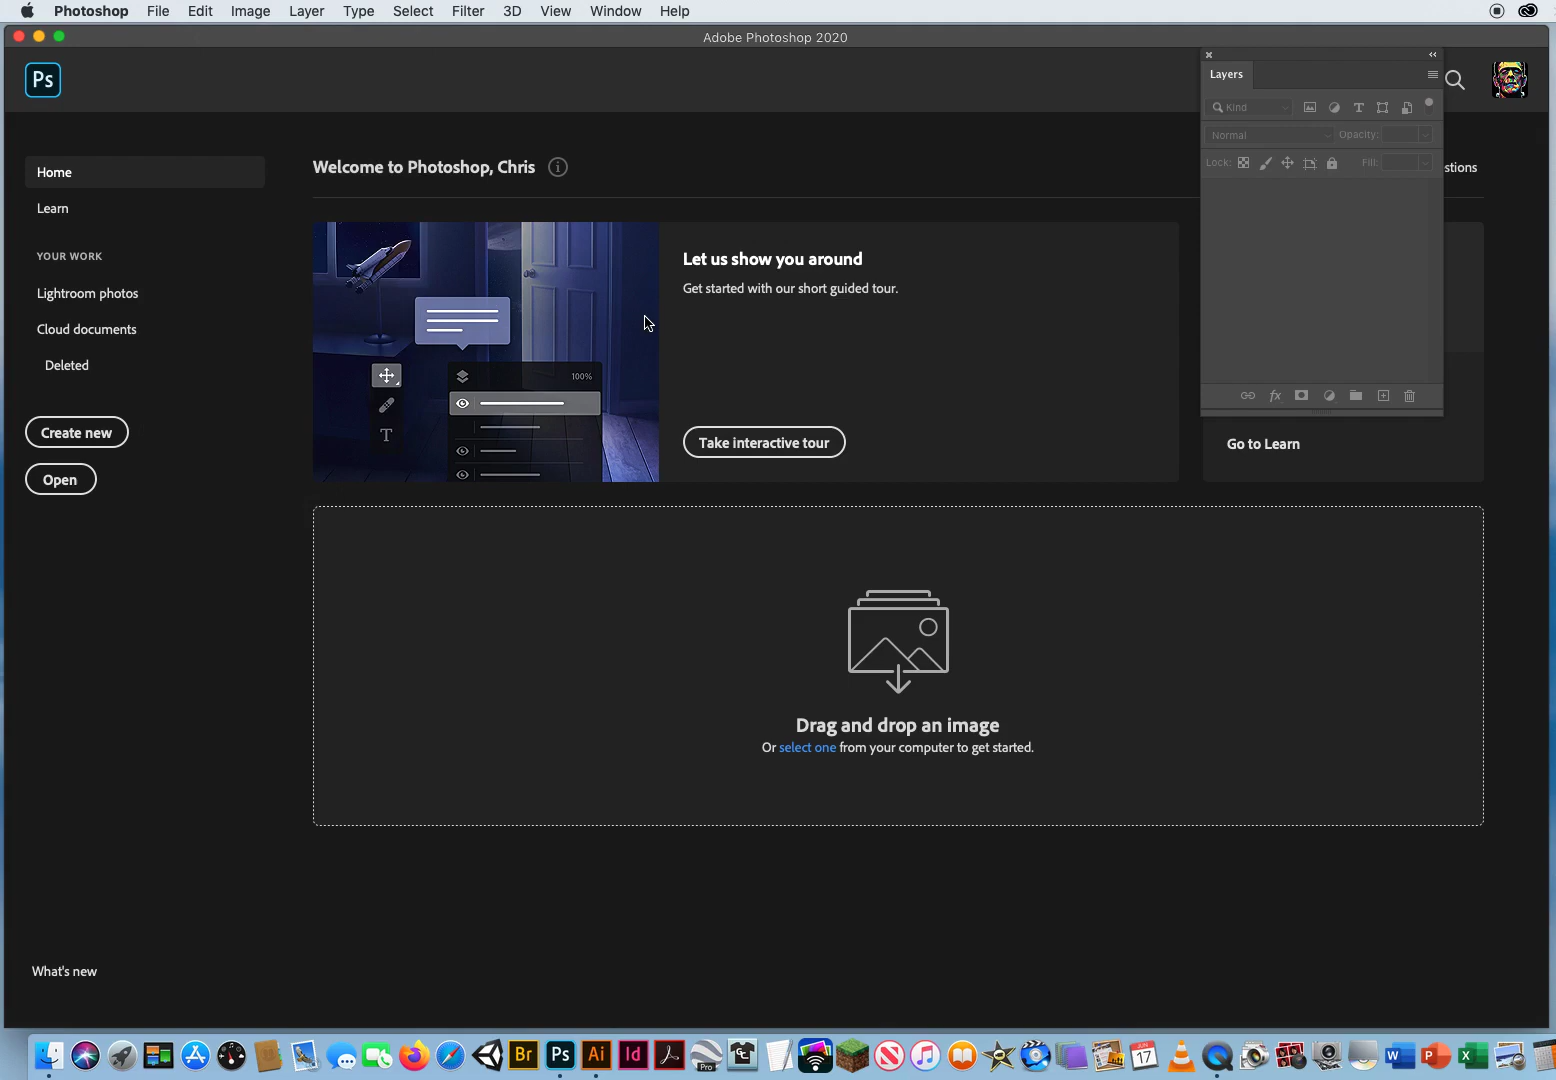 Photoshop File Edit Image Layer Type Select Filter 3D View Window Help
Adobe Photoshop 2020
Ps
Layers
Kind
T
Normal
Opacity:
Lock:
Fill:
fx
Home
Learn
YOUR WORK
Lightroom photos
Cloud documents
Deleted
Create new
Open
What's new
Welcome to Photoshop, Chris
stions
100%
T
Let us show you around
Get started with our short guided tour.
Take interactive tour
Go to Learn
Drag and drop an image
Or select one from your computer to get started.
Br Ps Ai Id Pro JUN 17 W P X